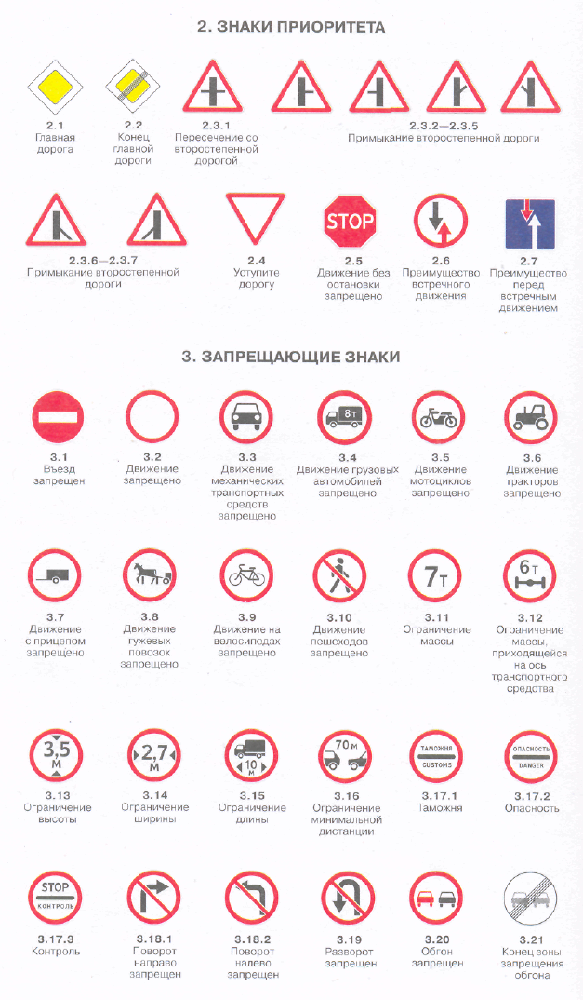 2. ЗНАКИ ПРИОРИТЕТА
2.1
Главная
дорога
2.2
Конец
главной
дороги
2.3.1
Пересечение со
второстепенной
дорогой
2.3.2—2.3.5
Примыкание второстепенной дороги
2.3.6—2.3.7
Примыкание второстепенной
дороги
2.4
Уступите
дорогу
STOP
2.5
Движение без
остановки
запрещено
2.6
Преимущество
встречного
движения
2.7
Преимущество
перед
встречным
движением
3. ЗАПРЕЩАЮЩИЕ ЗНАКИ
3.1
Въезд
запрещен
3.2
Движение
запрещено
3.3
Движение
механических
транспортных
средств
запрещено
8т
3.4
Движение грузовых
автомобилей
запрещено
3.5
Движение
мотоциклов
запрещено
3.6
Движение
тракторов
запрещено
3.7
Движение
с прицепом
запрещено
3.8
Движение
гужевых
повозок
запрещено
3.9
Движение на
велосипедах
запрещено
3.10
Движение
пешеходов
запрещено
7т
3.11
Ограничение
массы
6т
3.12
Ограничение
массы,
приходящейся
на ось
транспортного
средства
3,5
М
3.13
Ограничение
высоты
2,7
М
3.14
Ограничение
ширины
10
М
3.15
Ограничение
длины
70м
3.16
Ограничение
минимальной
дистанции
ТАМОЖНЯ
CUSTOMS
3.17.1
Таможня
ОПАСНОСТЬ
DANGER
3.17.2
Опасность
STOP
КОНТРОЛЬ
3.17.3
Контроль
3.18.1
Поворот
направо
запрещен
3.18.2
Поворот
налево
запрещен
3.19
Разворот
запрещен
3.20
Обгон
запрещен
3.21
Конец зоны
запрещения
обгона